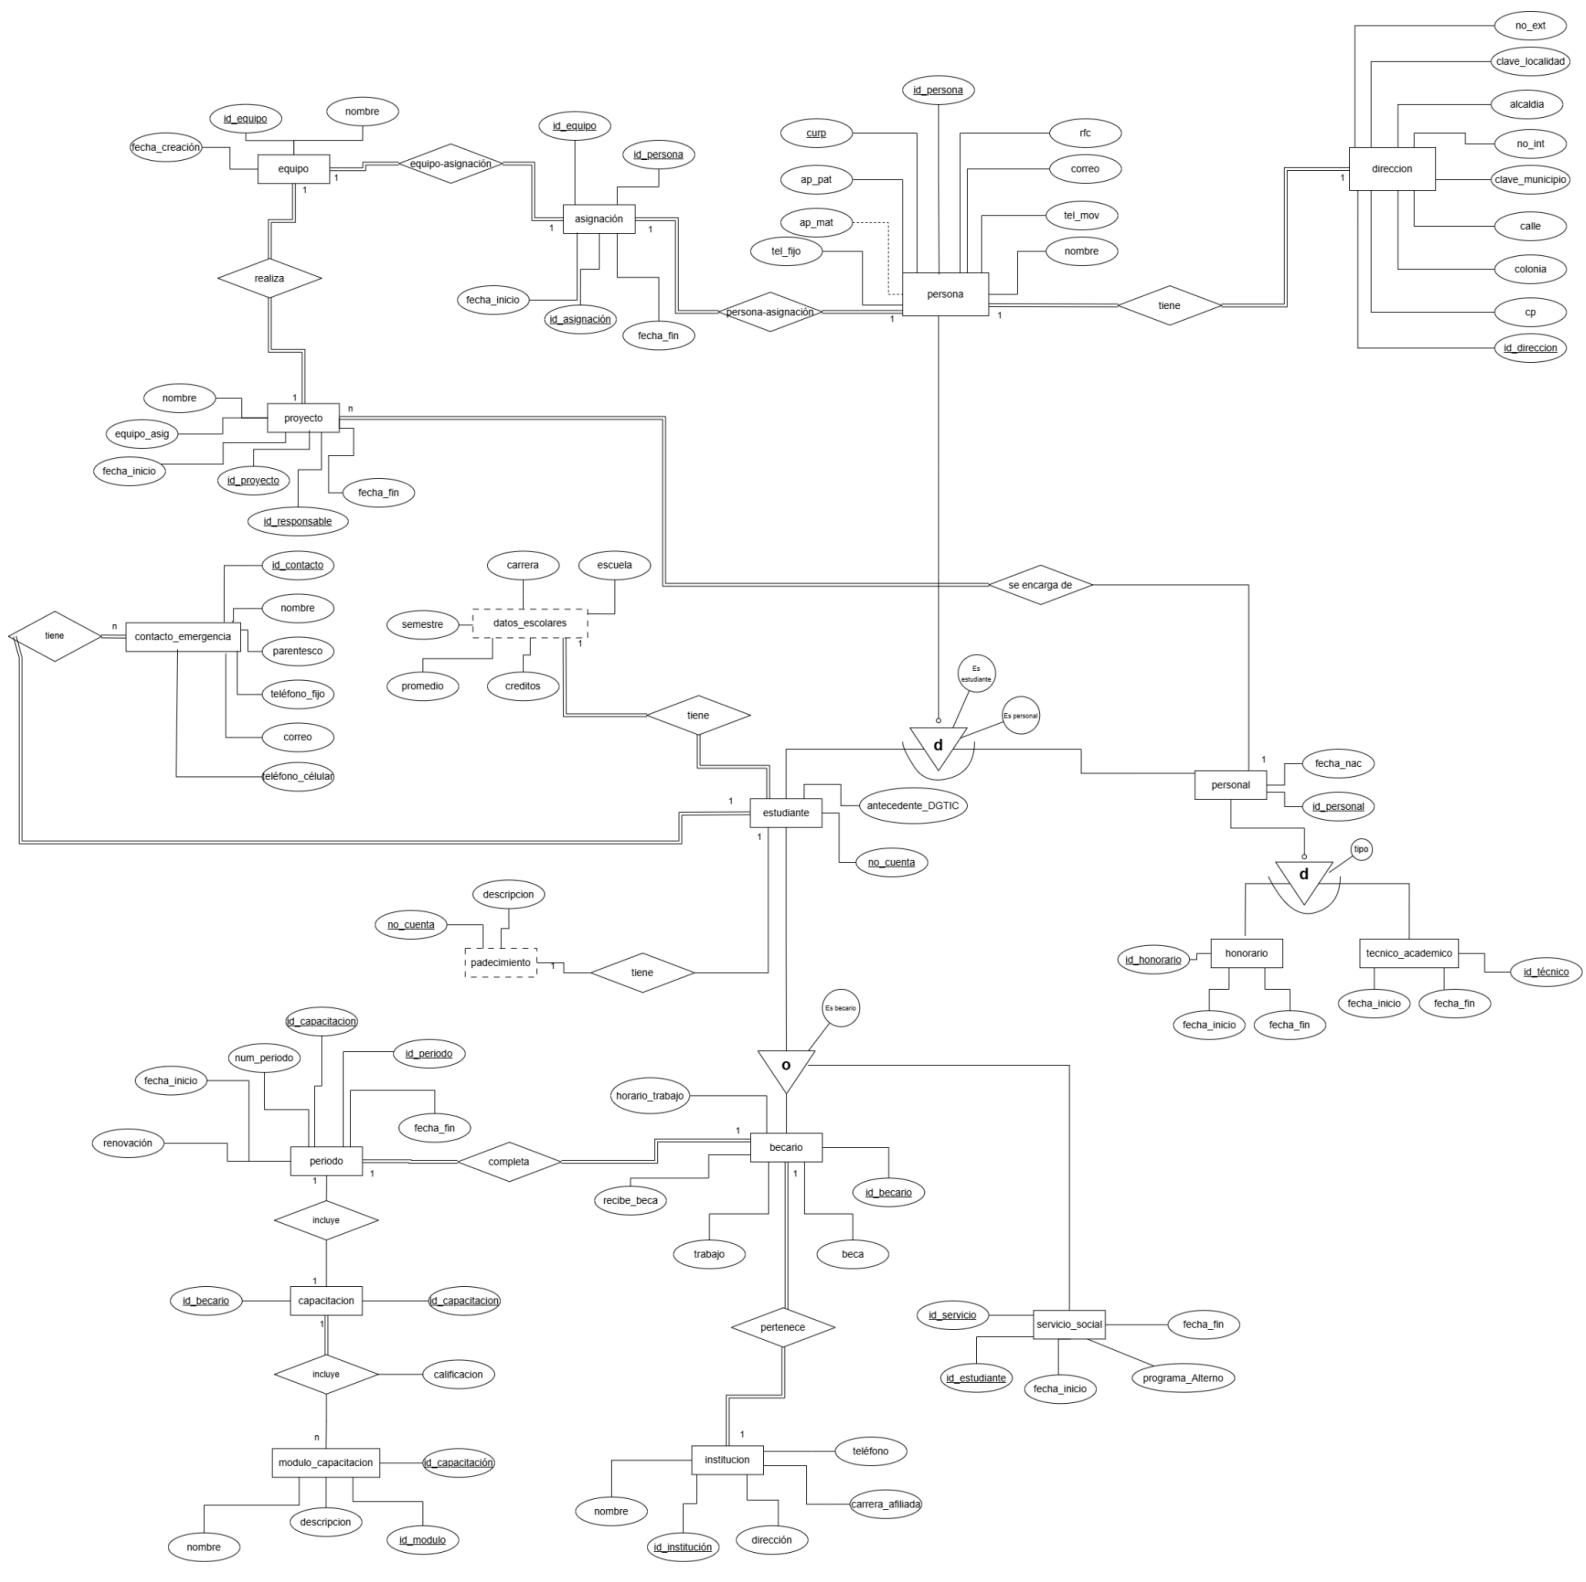 no_ext
clave_localidad
id_persona
alcaldia
nombre
id_equipo
id_equipo
curp
rfc
no_int
fecha_creación
id_persona
equipo-asignación
equipo
1
1
correo
direccion
1
clave_municipio
ap_pat
asignación
1
1
ap_mat
tel_mov
calle
tel_fijo
nombre
realiza
colonia
persona
fecha_inicio
tiene
persona-asignación
1
1
id_asignación
cp
fecha_fin
id_direccion
nombre
1
proyecto
n
equipo_asig
fecha_inicio
id_proyecto
fecha_fin
id_responsable
id_contacto
carrera
escuela
se encarga de
nombre
tiene
n
contacto_emergencia
semestre
datos_escolares
1
parentesco
Es
estudiante
promedio
creditos
teléfono_fijo
tiene
Es personal
correo
d
1
fecha_nac
teléfono_célular
personal
1
antecedente_DGTIC
id_personal
estudiante
1
tipo
no_cuenta
d
descripcion
no_cuenta
honorario
tecnico_academico
id_honorario
padecimiento
1
tiene
id_técnico
fecha_inicio
fecha_fin
Es becario
id_capacitacion
fecha_inicio
fecha_fin
num_periodo
id_periodo
o
fecha_inicio
horario_trabajo
fecha_fin
1
renovación
becario
periodo
1
1
completa
1
id_becario
recibe_beca
incluye
trabajo
beca
1
id_becario
capacitacion
id_capacitacion
1
id_servicio
servicio_social
fecha_fin
pertenece
incluye
calificacion
id_estudiante
fecha_inicio
programa_Alterno
n
1
teléfono
modulo_capacitacion
id_capacitación
institucion
carrera_afiliada
nombre
descripcion
nombre
id_modulo
id_institución
dirección